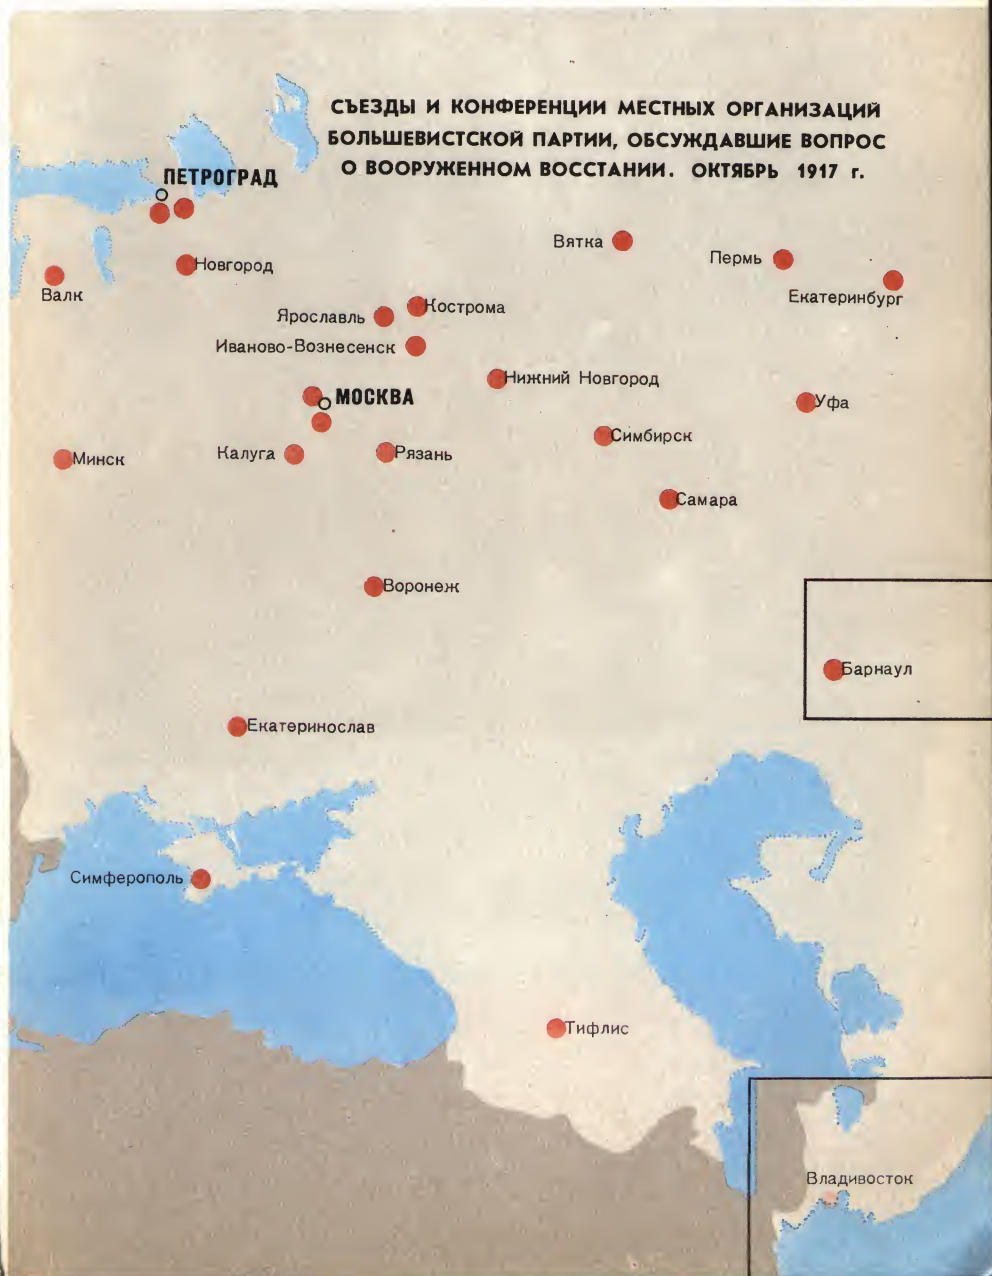 СЪЕЗДЫ И КОНФЕРЕНЦИИ МЕСТНЫХ ОРГАНИЗАЦИЙ
БОЛЬШЕВИСТСКОЙ ПАРТИИ, ОБСУЖДАВШИЕ ВОПРОС
О ВООРУЖЕННОМ ВОССТАНИИ. ОКТЯБРЬ 1917 г.
ПЕТРОГРАД
Вятка
Пермь
Новгород
Валк
Екатеринбург
Кострома
Ярославль
Иваново-Вознесенск
Нижний Новгород
МОСКВА
Уфа
Симбирск
Калуга
Рязань
Минск
Самара
Воронеж
Барнаул
Екатеринослав
Симферополь
Тифлис
Владивосток